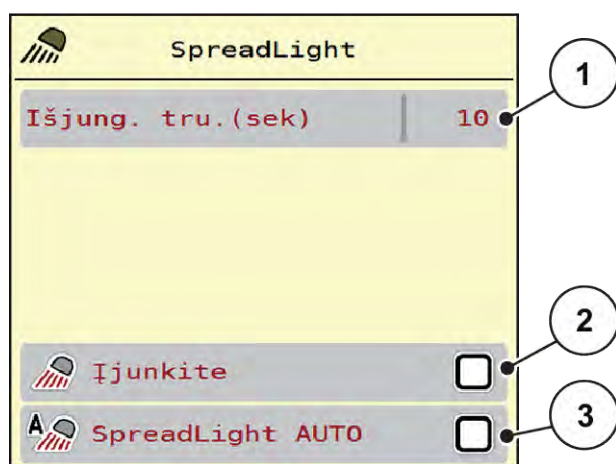 SpreadLight
Išjung. tru.(sek) 10
1
Įjunkite
2
A
SpreadLight AUTO
3